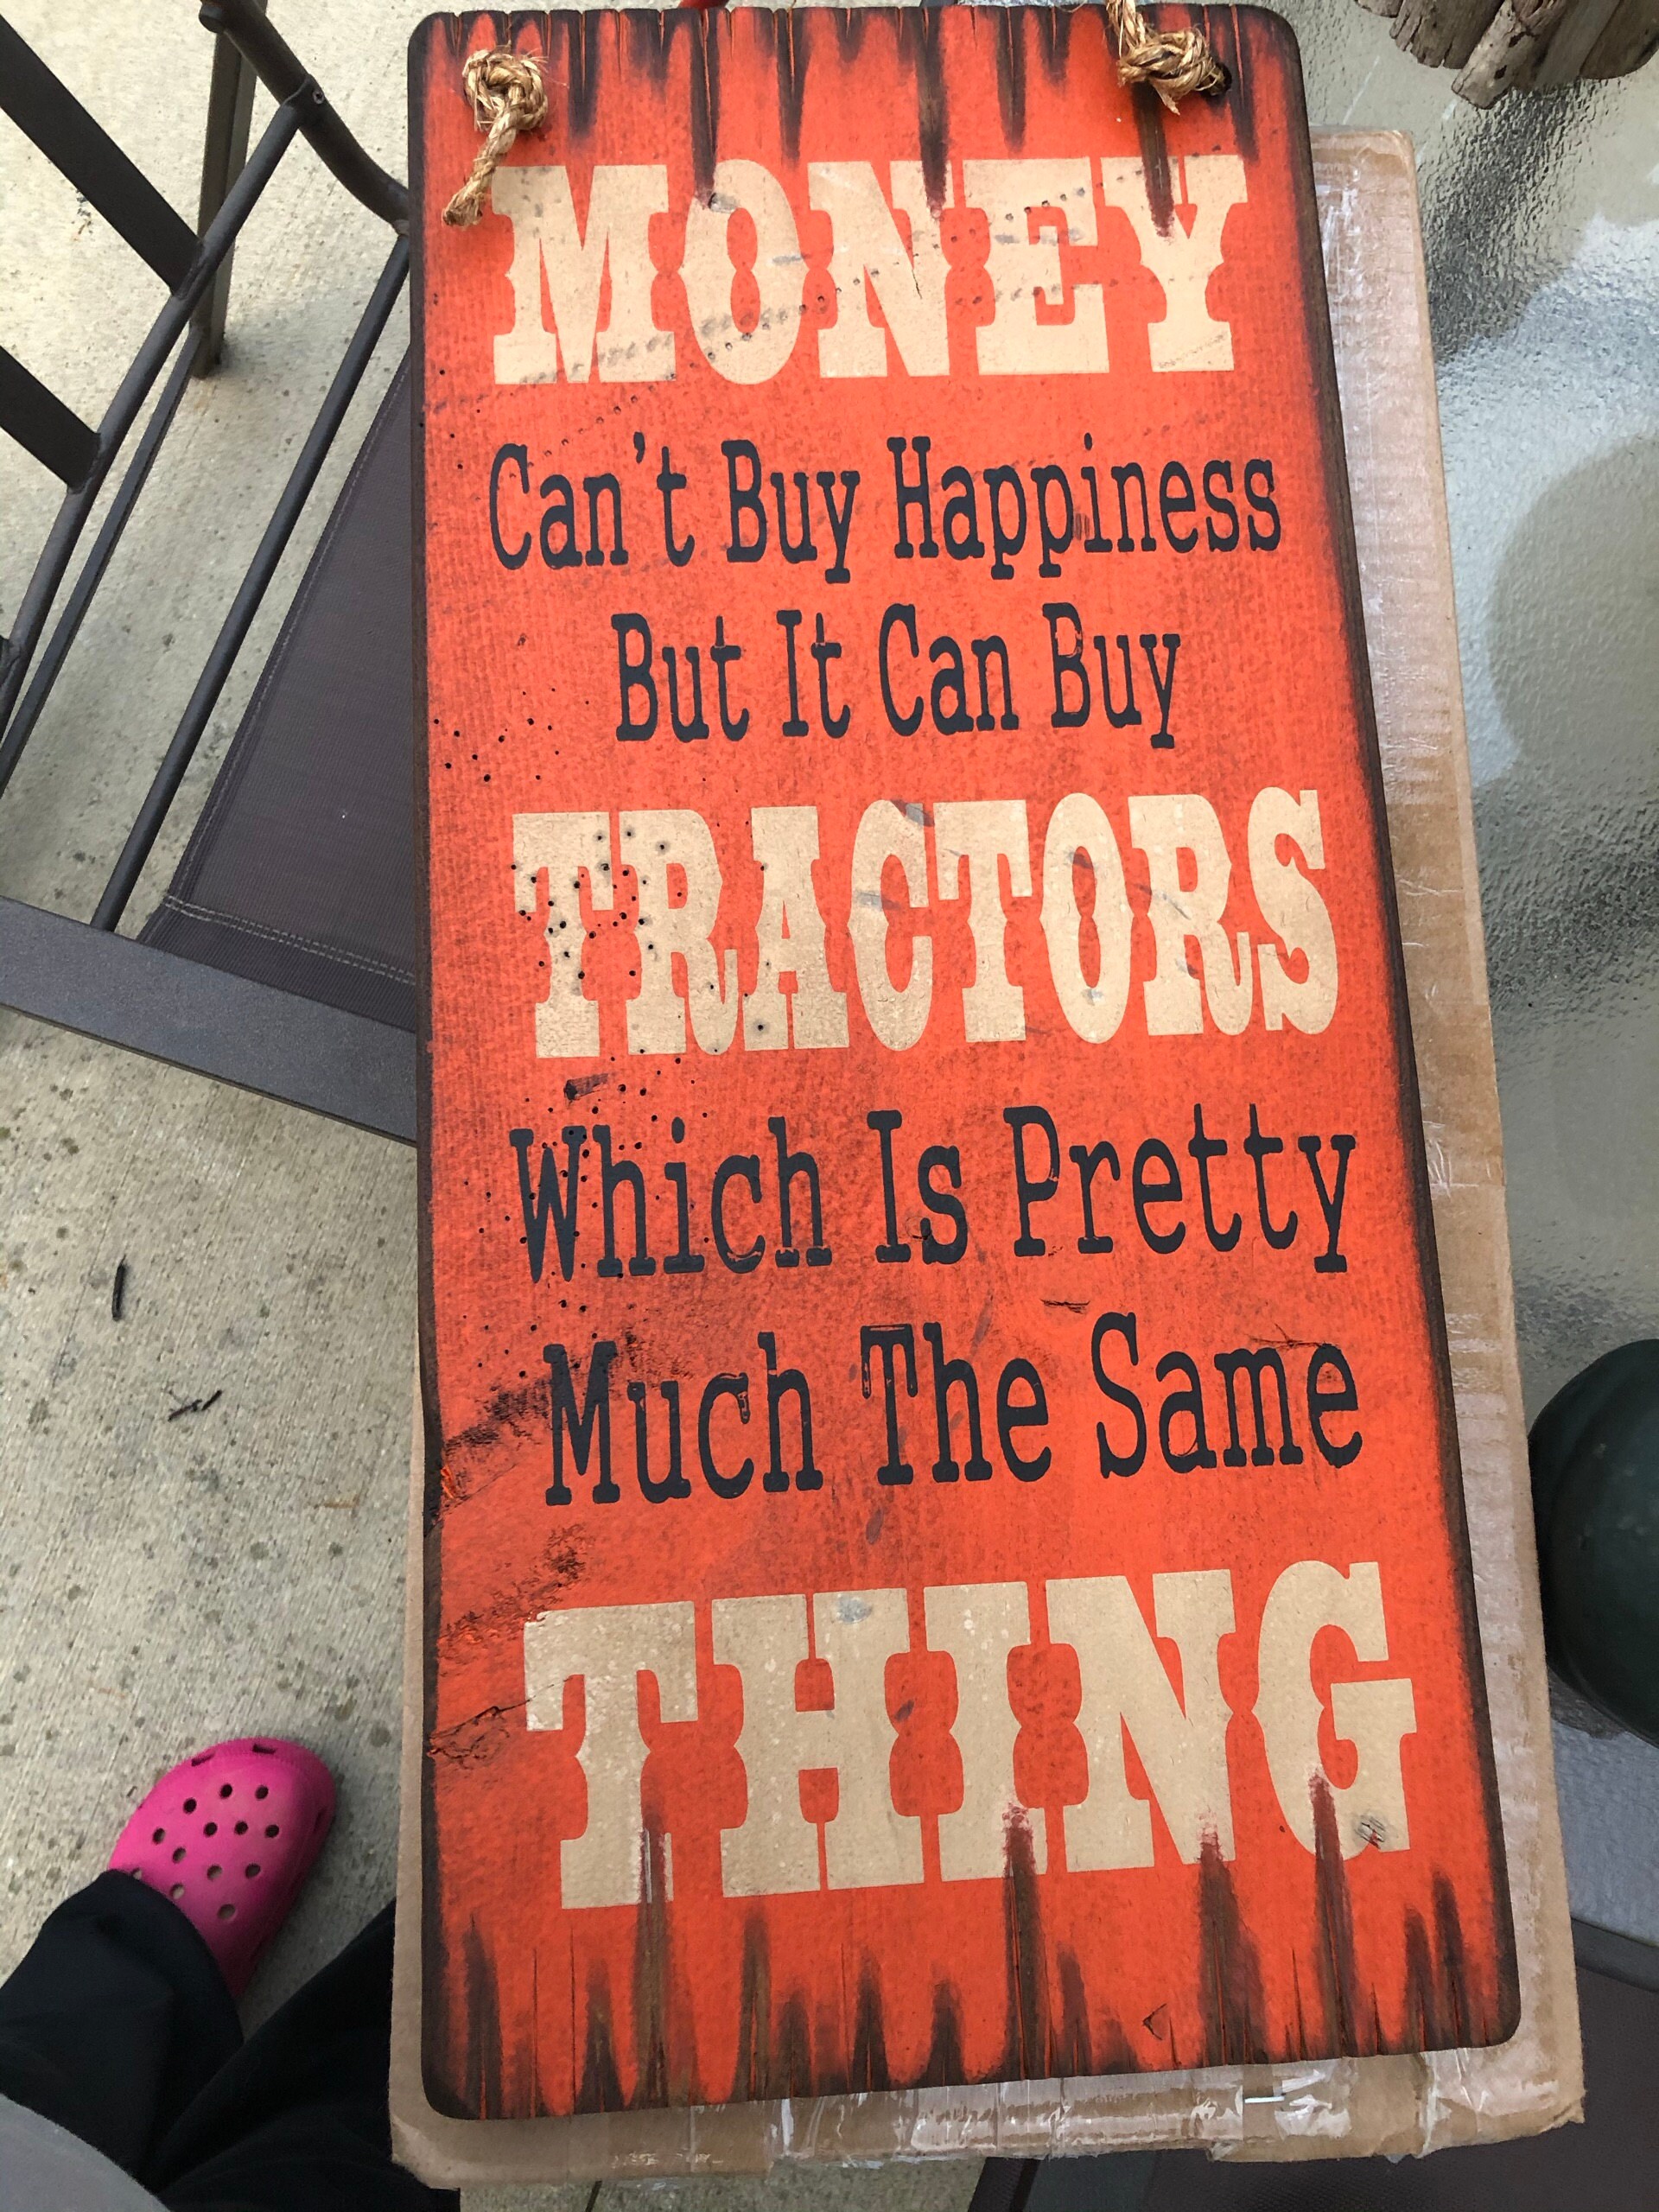 MONEY
Can't Buy Happiness
But It Can Buy
TRACTORS
Which Is Pretty
Much The Same
THING